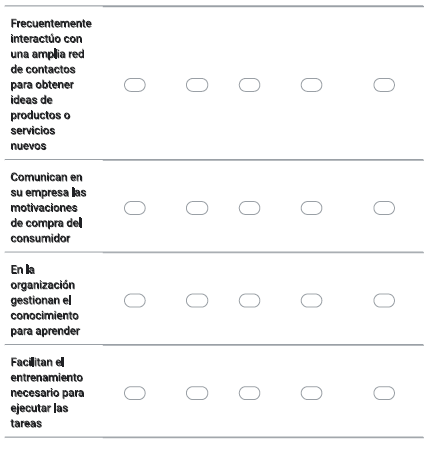 Frecuentemente
interactúo con
una amplia red
de contactos
para obtener
ideas de
productos o
servicios
nuevos
Comunican en
su empresa las
motivaciones
de compra del
consumidor
En la
organización
gestionan el
conocimiento
para aprender
Facilitan el
entrenamiento
necesario para
ejecutar las
tareas